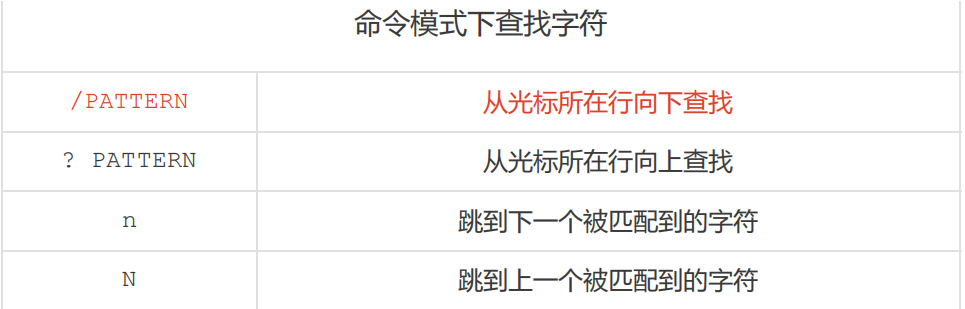 命令模式下查找字符
/PATTERN 从光标所在行向下查找
? PATTERN 从光标所在行向上查找
n 跳到下一个被匹配到的字符
N 跳到上一个被匹配到的字符